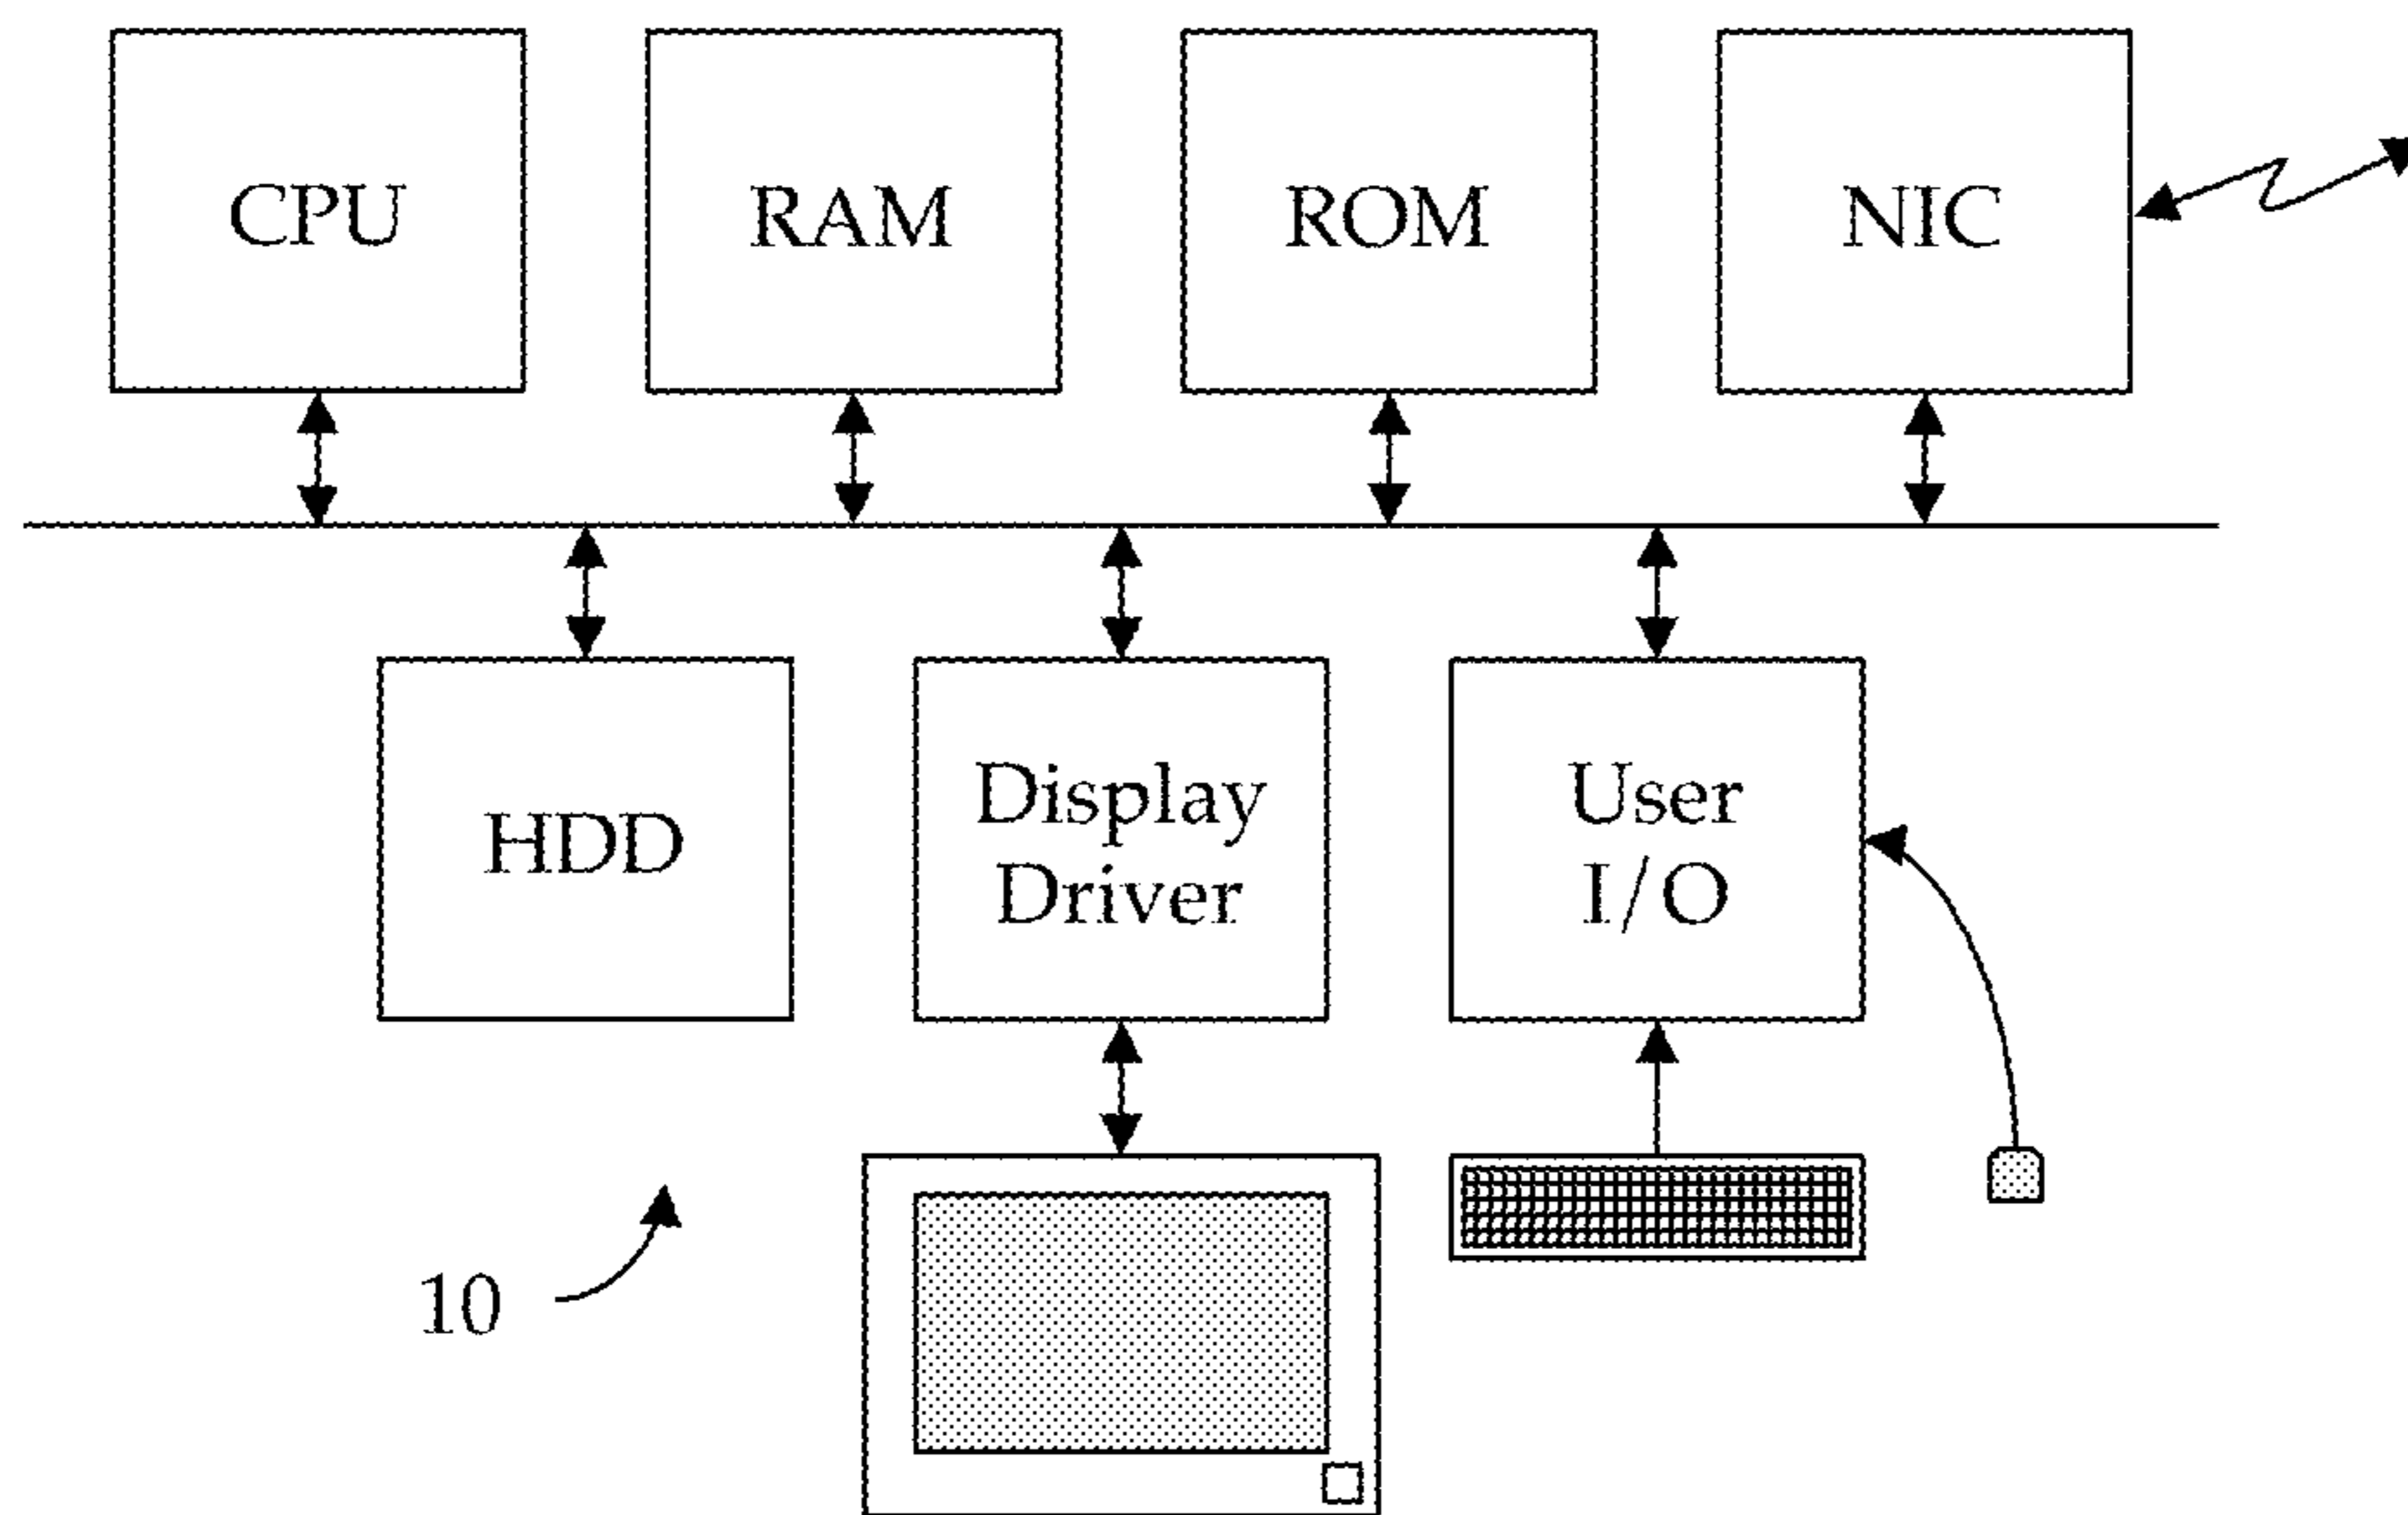 CPU
RAM
ROM
NIC
HDD
Display
Driver
User
I/O
10